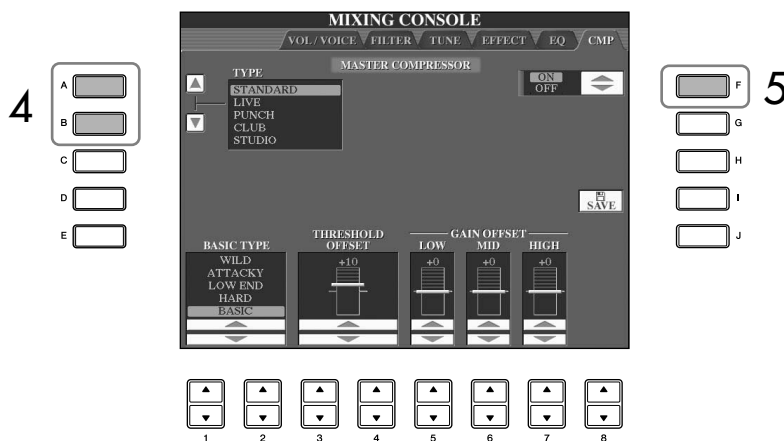 MIXING CONSOLE
VOL / VOICE FILTER TUNE EFFECT EQ CMP
MASTER COMPRESSOR
TYPE
STANDARD
LIVE
PUNCH
CLUB
STUDIO
ON
OFF
SAVE
BASIC TYPE
WILD
ATTACKY
LOW END
HARD
BASIC
THRESHOLD
OFFSET
+10
GAIN OFFSET
LOW MID HIGH
+0 +0 +0
4
A
B
C
D
E
5
F
G
H
I
J
1 2 3 4 5 6 7 8